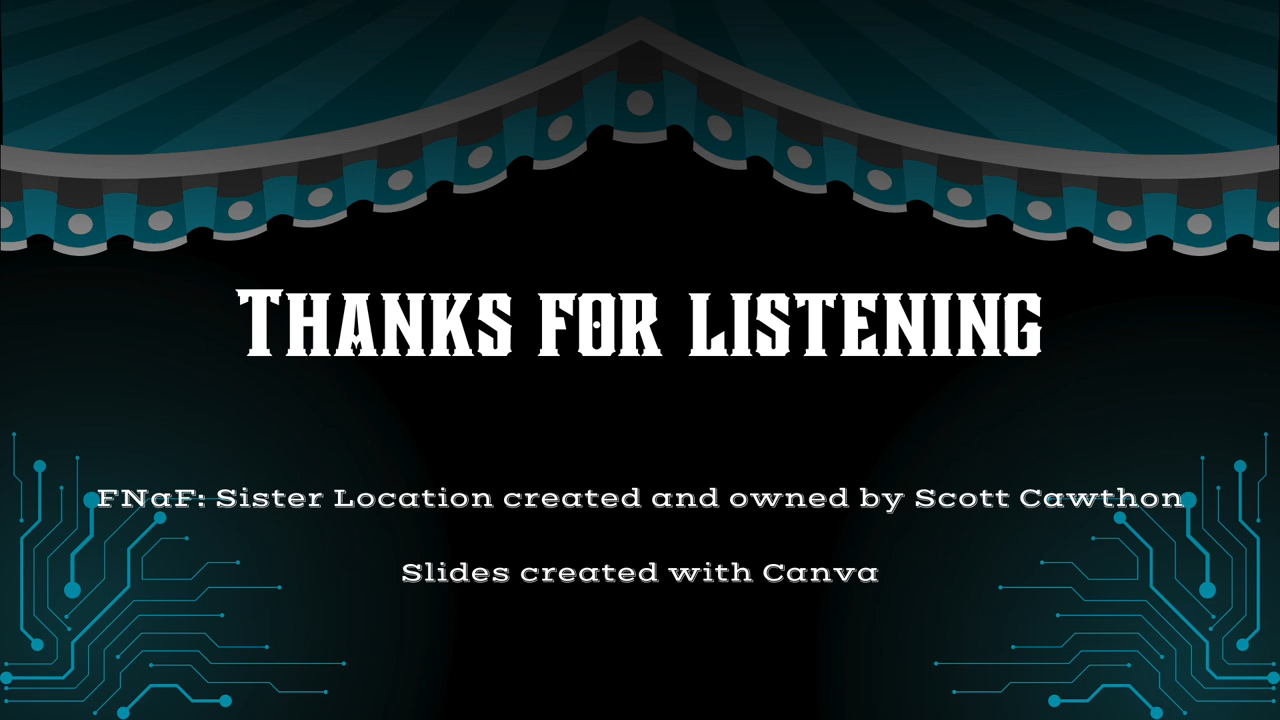 Thanks for listening
FNaF: Sister Location created and owned by Scott Cawthon
Slides created with Canva